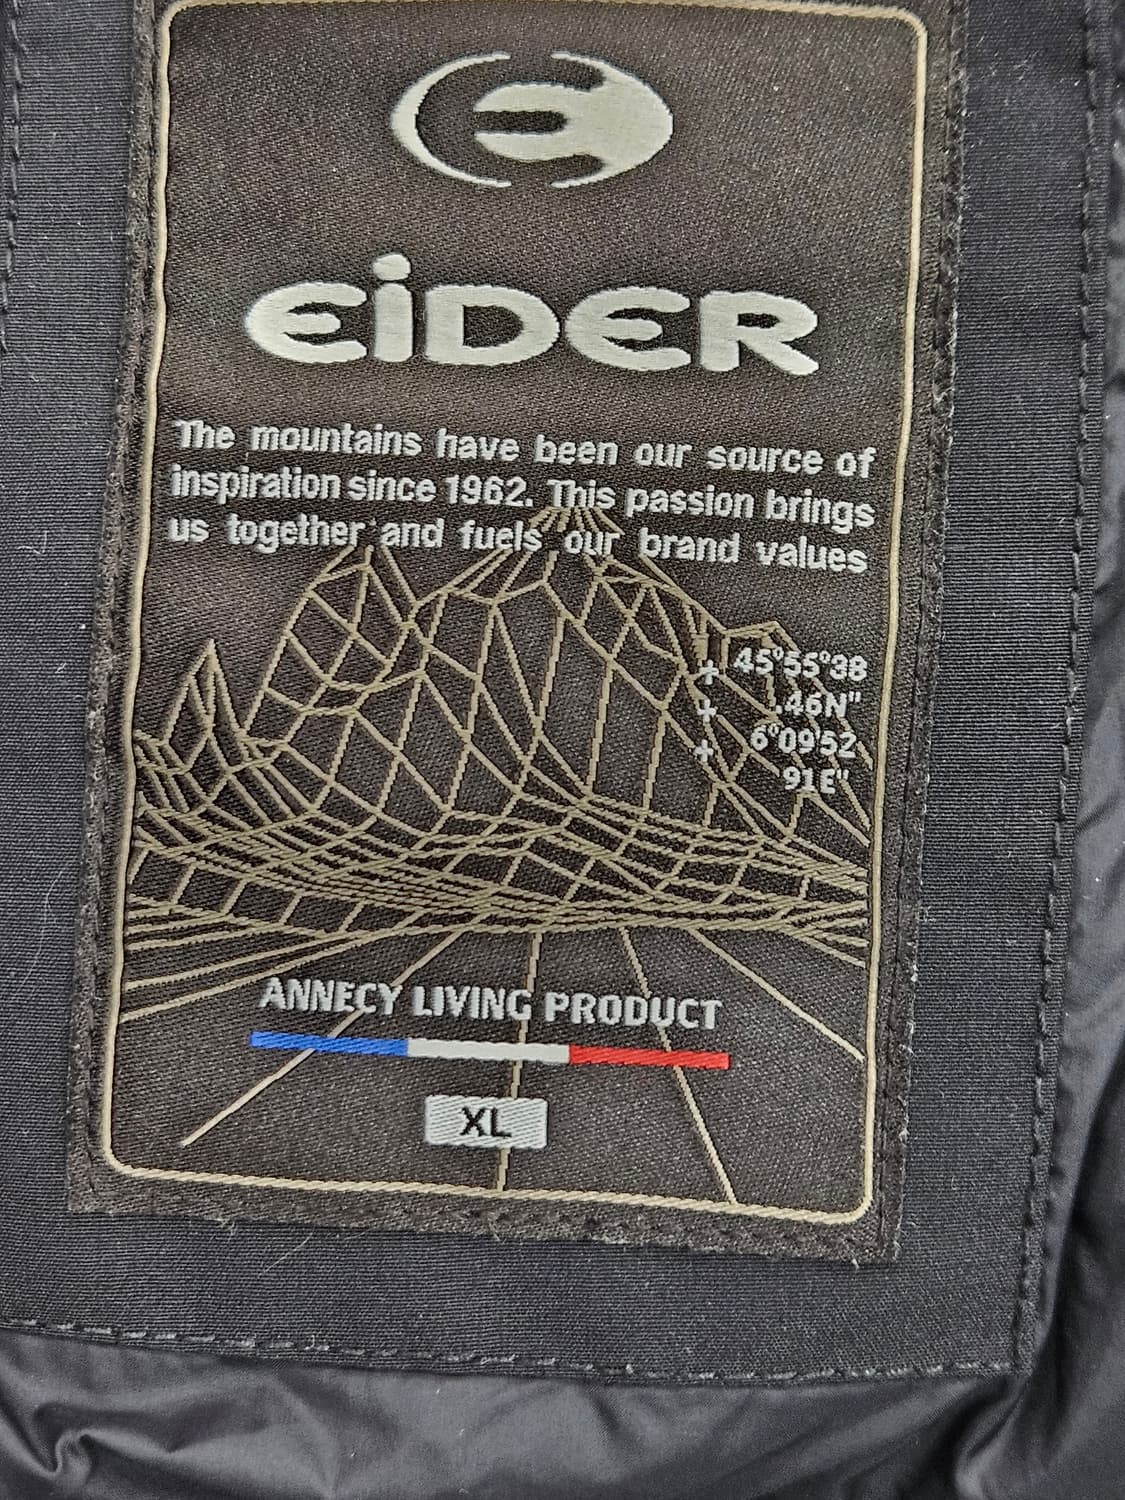 EiDER
The mountains have been our source of
inspiration since 1962. This passion brings
us together and fuels our brand values
+ 45°55°38
+ .46N"
+ 6°09'52
91E"
ANNECY LIVING PRODUCT
XL